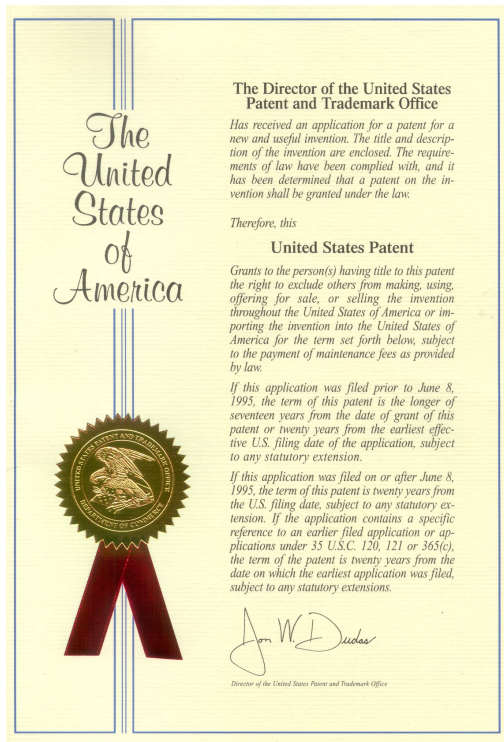 The
United
States
of
America
The Director of the United States
Patent and Trademark Office
Has received an application for a patent for a
new and useful invention. The title and descrip-
tion of the invention are enclosed. The require-
ments of law have been complied with, and it
has been determined that a patent on the in-
vention shall be granted under the law.
Therefore, this
United States Patent
Grants to the person(s) having title to this patent
the right to exclude others from making, using,
offering for sale, or selling the invention
throughout the United States of America or im-
porting the invention into the United States of
America for the term set forth below, subject
to the payment of maintenance fees as provided
by law.
If this application was filed prior to June 8,
1995, the term of this patent is the longer of
seventeen years from the date of grant of this
patent or twenty years from the earliest effec-
tive U.S. filing date of the application, subject
to any statutory extension.
If this application was filed on or after June 8,
1995, the term of this patent is twenty years from
the U.S. filing date, subject to any statutory ex-
tension. If the application contains a specific
reference to an earlier filed application or ap-
plications under 35 U.S.C. 120, 121 or 365(c),
the term of the patent is twenty years from the
date on which the earliest application was filed,
subject to any statutory extensions.
Jon W. Dudas
Director of the United States Patent and Trademark Office
UNITED STATES PATENT AND TRADEMARK OFFICE
DEPARTMENT OF COMMERCE